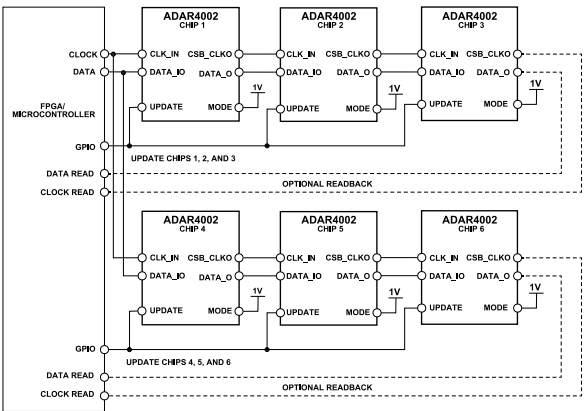 ADAR4002
CHIP 1
ADAR4002
CHIP 2
ADAR4002
CHIP 3
CLOCK
CLK_IN
CSB_CLKO
CLK_IN
CSB_CLKO
CLK_IN
CSB_CLKO
DATA
DATA_IO
DATA_O
DATA_IO
DATA_O
DATA_IO
DATA_O
1V
1V
1V
FPGA/
MICROCONTROLLER
UPDATE
MODE
UPDATE
MODE
UPDATE
MODE
GPIO
UPDATE CHIPS 1, 2, AND 3
DATA READ
OPTIONAL READBACK
CLOCK READ
ADAR4002
CHIP 4
ADAR4002
CHIP 5
ADAR4002
CHIP 6
CLK_IN
CSB_CLKO
CLK_IN
CSB_CLKO
CLK_IN
CSB_CLKO
DATA_IO
DATA_O
DATA_IO
DATA_O
DATA_IO
DATA_O
1V
1V
1V
UPDATE
MODE
UPDATE
MODE
UPDATE
MODE
GPIO
UPDATE CHIPS 4, 5, AND 6
DATA READ
OPTIONAL READBACK
CLOCK READ